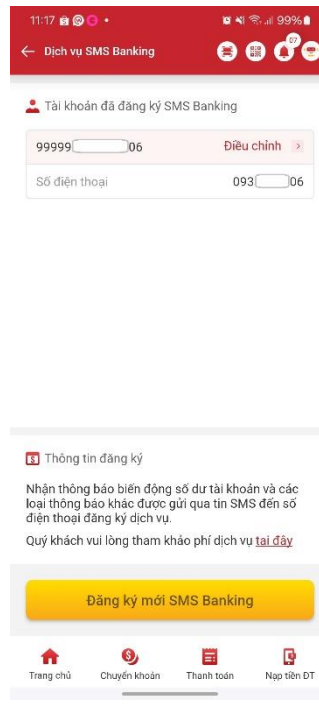 11:17 99%
Dịch vụ SMS Banking
07
Tài khoản đã đăng ký SMS Banking
99999 06 Điều chỉnh
Số điện thoại 093 06
Thông tin đăng ký
Nhận thông báo biến động số dư tài khoản và các
loại thông báo khác được gửi qua tin SMS đến số
điện thoại đăng ký dịch vụ.
Quý khách vui lòng tham khảo phí dịch vụ tại đây
Đăng ký mới SMS Banking
Trang chủ Chuyển khoản Thanh toán Nạp tiền ĐT